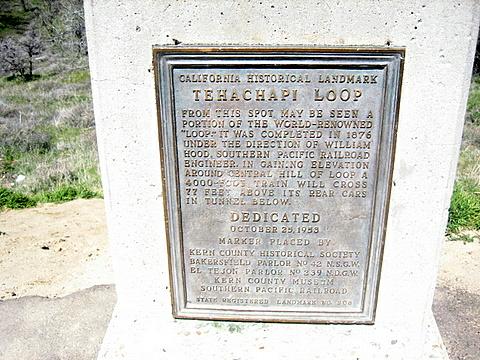 CALIFORNIA HISTORICAL LANDMARK
TEHACHAPI LOOP
FROM THIS SPOT MAY BE SEEN A
PORTION OF THE WORLD-RENOWNED
"LOOP." IT WAS COMPLETED IN 1876
UNDER THE DIRECTION OF WILLIAM
HOOD, SOUTHERN PACIFIC RAILROAD
ENGINEER. IN GAINING ELEVATION
AROUND CENTRAL HILL OF LOOP A
4000-FOOT TRAIN WILL CROSS
77 FEET ABOVE ITS REAR CARS
IN TUNNEL BELOW.
DEDICATED
OCTOBER 25, 1953
MARKER PLACED BY
KERN COUNTY HISTORICAL SOCIETY
BAKERSFIELD PARLOR Nº 42 N.S.G.W.
EL TEJON PARLOR Nº 239 N.D.G.W.
KERN COUNTY MUSEUM
SOUTHERN PACIFIC RAILROAD
STATE REGISTERED LANDMARK NO. 508